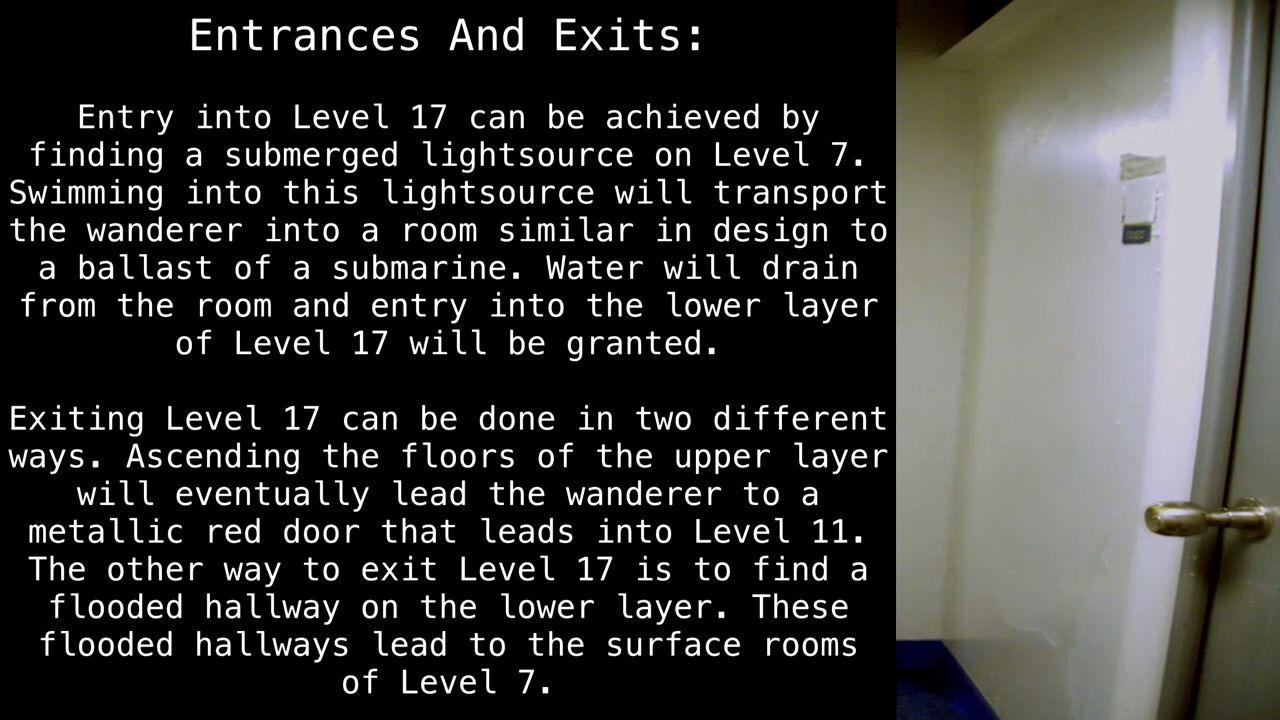 Entrances And Exits:
Entry into Level 17 can be achieved by
finding a submerged lightsource on Level 7.
Swimming into this lightsource will transport
the wanderer into a room similar in design to
a ballast of a submarine. Water will drain
from the room and entry into the lower layer
of Level 17 will be granted.
Exiting Level 17 can be done in two different
ways. Ascending the floors of the upper layer
will eventually lead the wanderer to a
metallic red door that leads into Level 11.
The other way to exit Level 17 is to find a
flooded hallway on the lower layer. These
flooded hallways lead to the surface rooms
of Level 7.